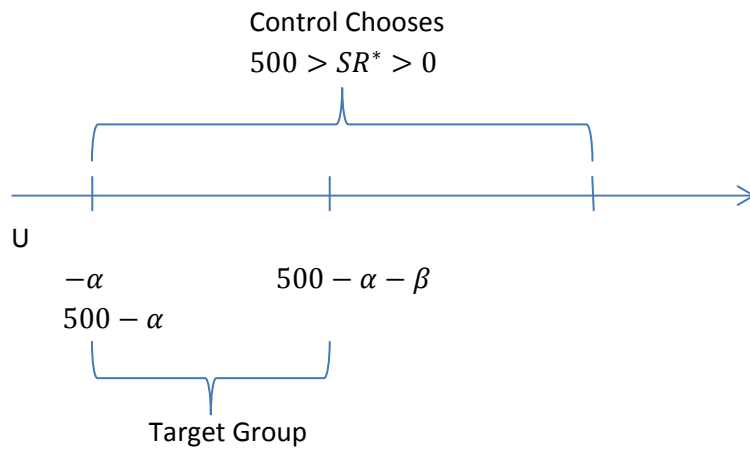 Control Chooses
500 > SR* > 0
U
−α 500 − α − β
500 − α
Target Group